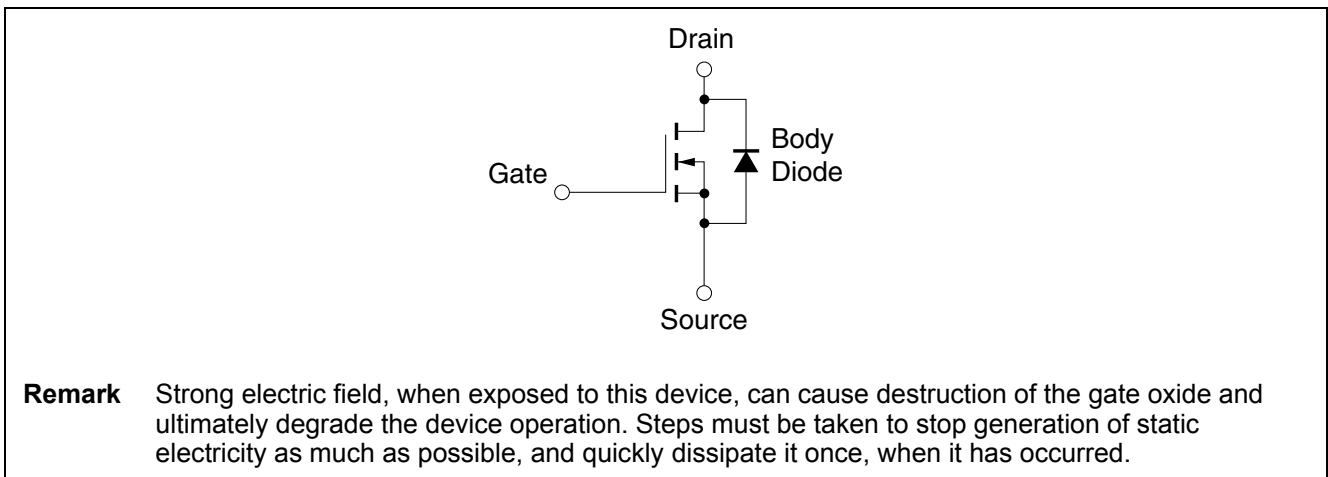 Drain
Body
Diode
Gate
Source
Remark Strong electric field, when exposed to this device, can cause destruction of the gate oxide and
ultimately degrade the device operation. Steps must be taken to stop generation of static
electricity as much as possible, and quickly dissipate it once, when it has occurred.